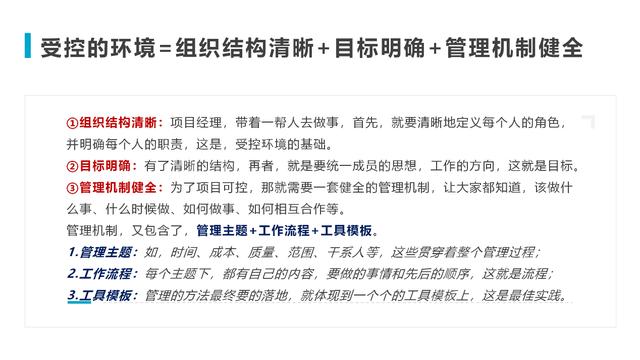 受控的环境=组织结构清晰+目标明确+管理机制健全
①组织结构清晰：项目经理，带着一帮人去做事，首先，就要清晰地定义每个人的角色，
并明确每个人的职责，这是，受控环境的基础。
②目标明确：有了清晰的结构，再者，就是要统一成员的思想，工作的方向，这就是目标。
③管理机制健全：为了项目可控，那就需要一套健全的管理机制，让大家都知道，该做什
么事、什么时候做、如何做事、如何相互合作等。
管理机制，又包含了，管理主题+工作流程+工具模板。
1.管理主题：如，时间、成本、质量、范围、干系人等，这些贯穿着整个管理过程；
2.工作流程：每个主题下，都有自己的内容，要做的事情和先后的顺序，这就是流程；
3.工具模板：管理的方法最终要的落地，就体现到一个个的工具模板上，这是最佳实践。